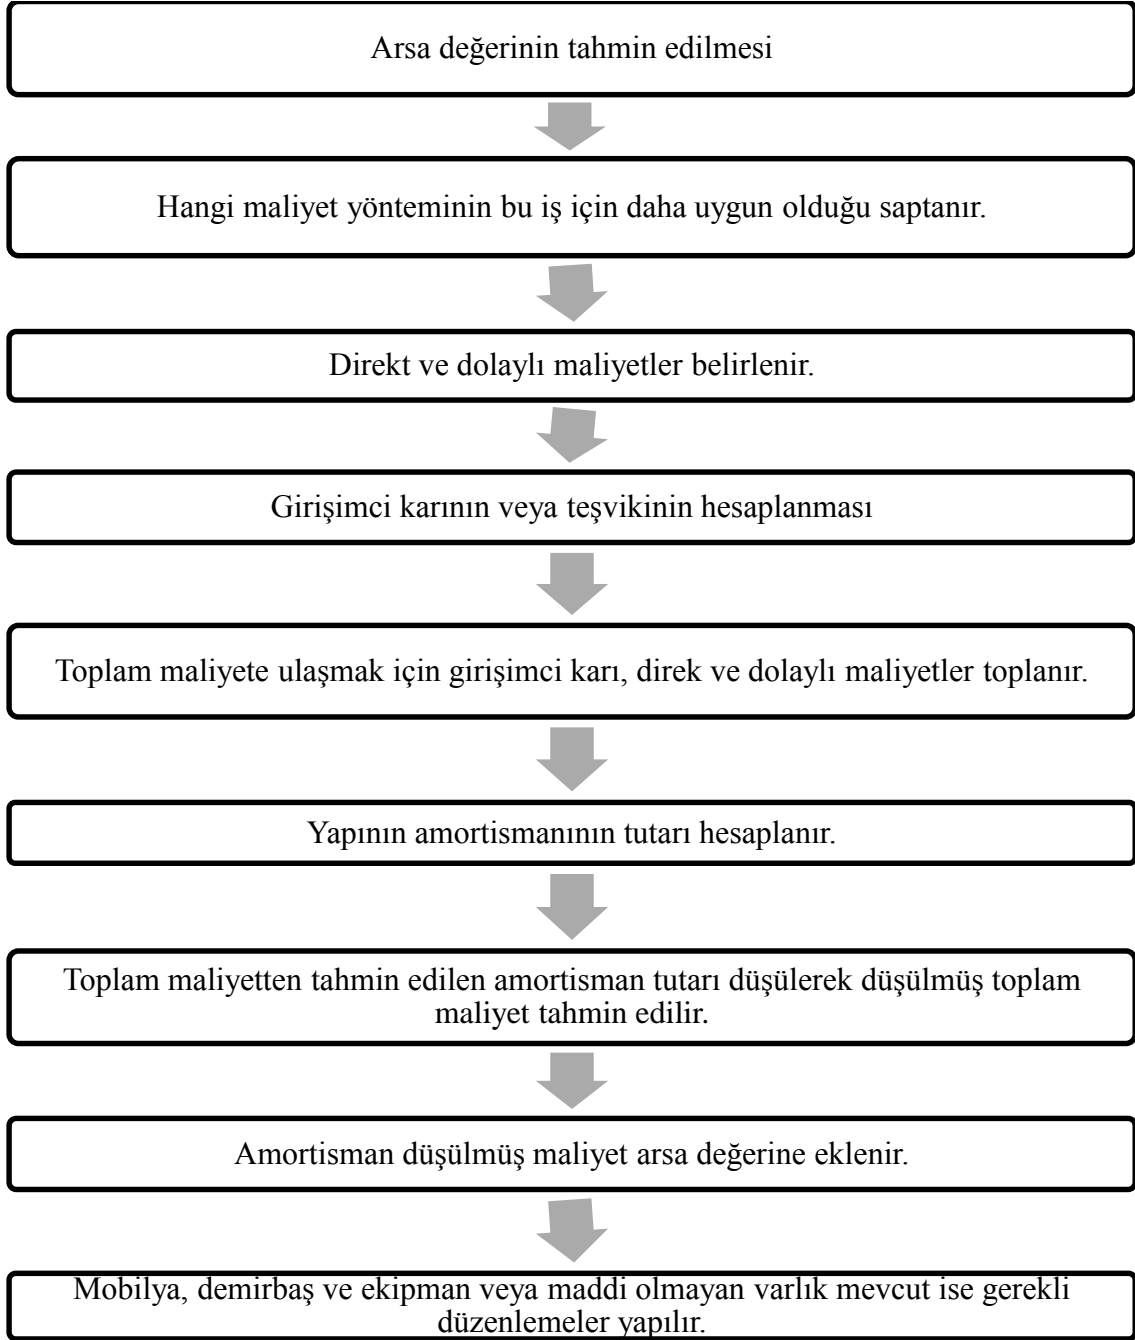 Arsa değerinin tahmin edilmesi
Hangi maliyet yönteminin bu iş için daha uygun olduğu saptanır.
Direkt ve dolaylı maliyetler belirlenir.
Girişimci karının veya teşvikinin hesaplanması
Toplam maliyete ulaşmak için girişimci karı, direk ve dolaylı maliyetler toplanır.
Yapının amortismanının tutarı hesaplanır.
Toplam maliyetten tahmin edilen amortisman tutarı düşülerek düşülmüş toplam
maliyet tahmin edilir.
Amortisman düşülmüş maliyet arsa değerine eklenir.
Mobilya, demirbaş ve ekipman veya maddi olmayan varlık mevcut ise gerekli
düzenlemeler yapılır.